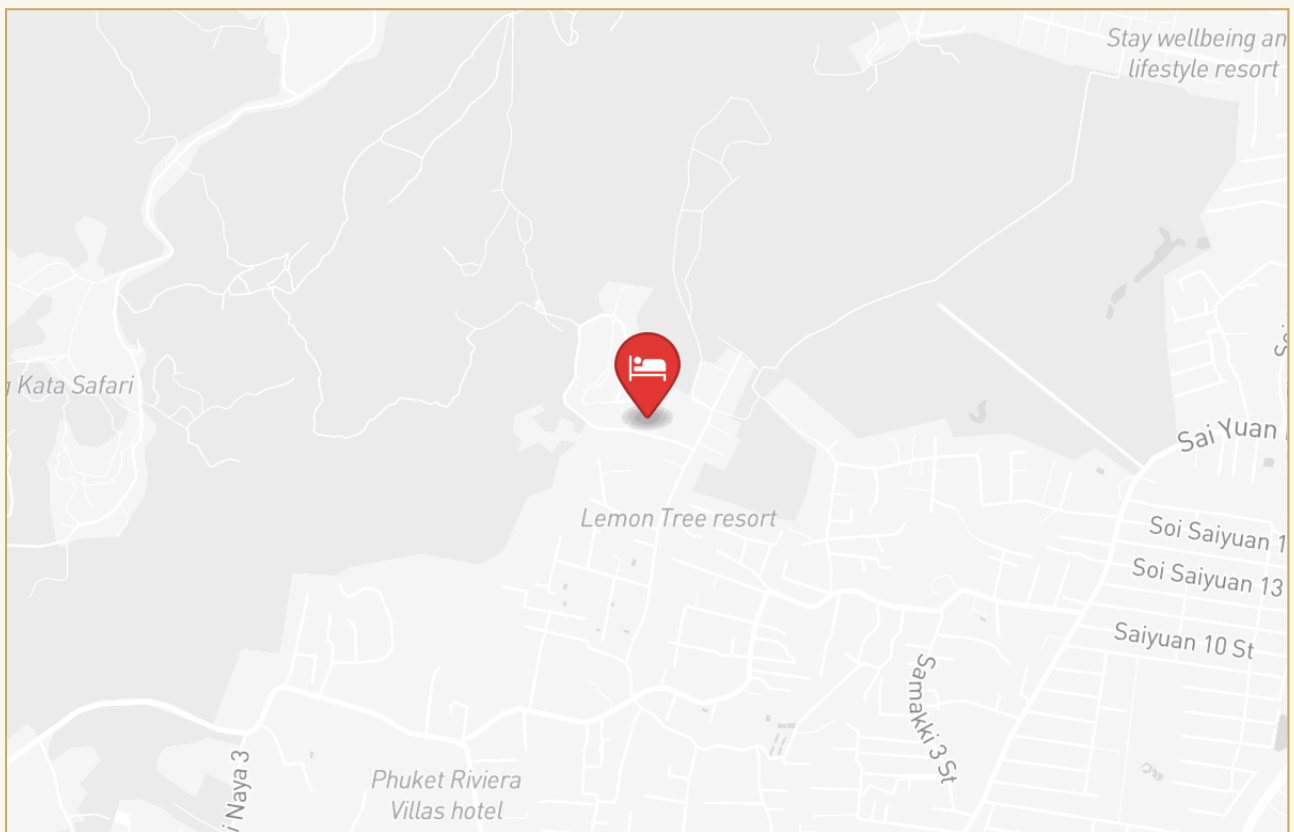 Stay wellbeing an
lifestyle resort
Kata Safari
Sai Yuan
Lemon Tree resort
Soi Saiyuan 1
Soi Saiyuan 13
Saiyuan 10 St
Samakki 3 St
Naya 3
Phuket Riviera
Villas hotel